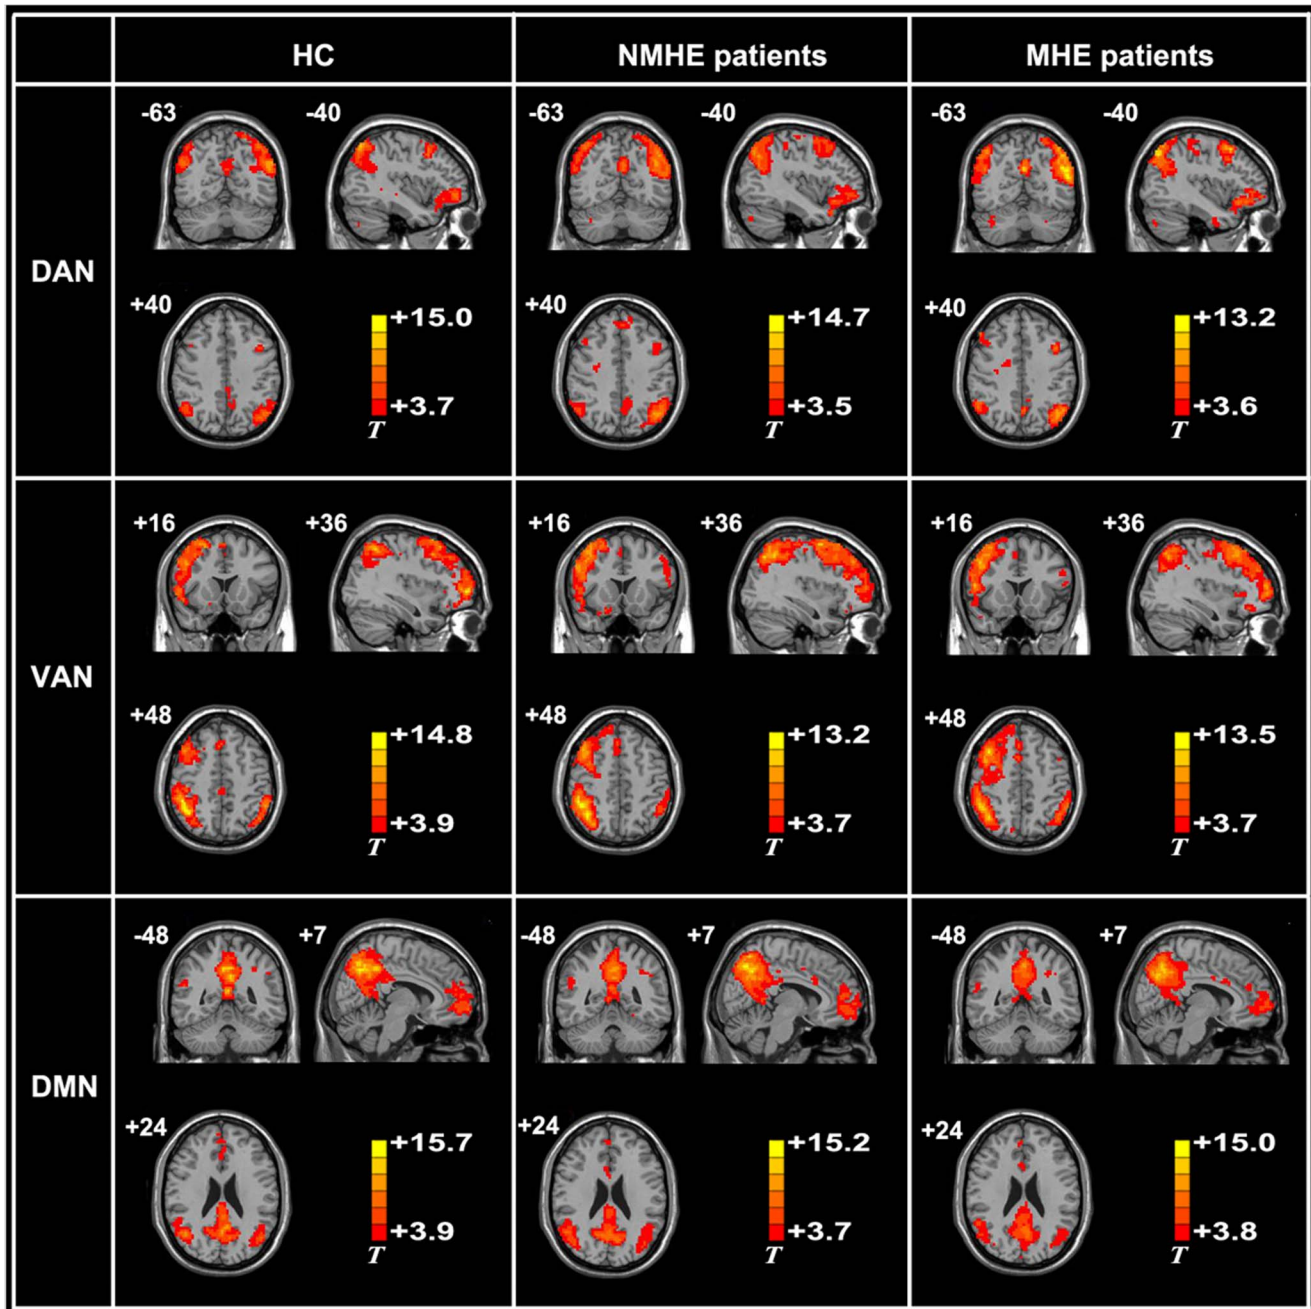 HC NMHE patients MHE patients
DAN
-63 -40 -63 -40 -63 -40
+40 +40 +40
+15.0 +14.7 +13.2
+3.7 +3.5 +3.6
T T T
VAN
+16 +36 +16 +36 +16 +36
+48 +48 +48
+14.8 +13.2 +13.5
+3.9 +3.7 +3.7
T T T
DMN
-48 +7 -48 +7 -48 +7
+24 +24 +24
+15.7 +15.2 +15.0
+3.9 +3.7 +3.8
T T T